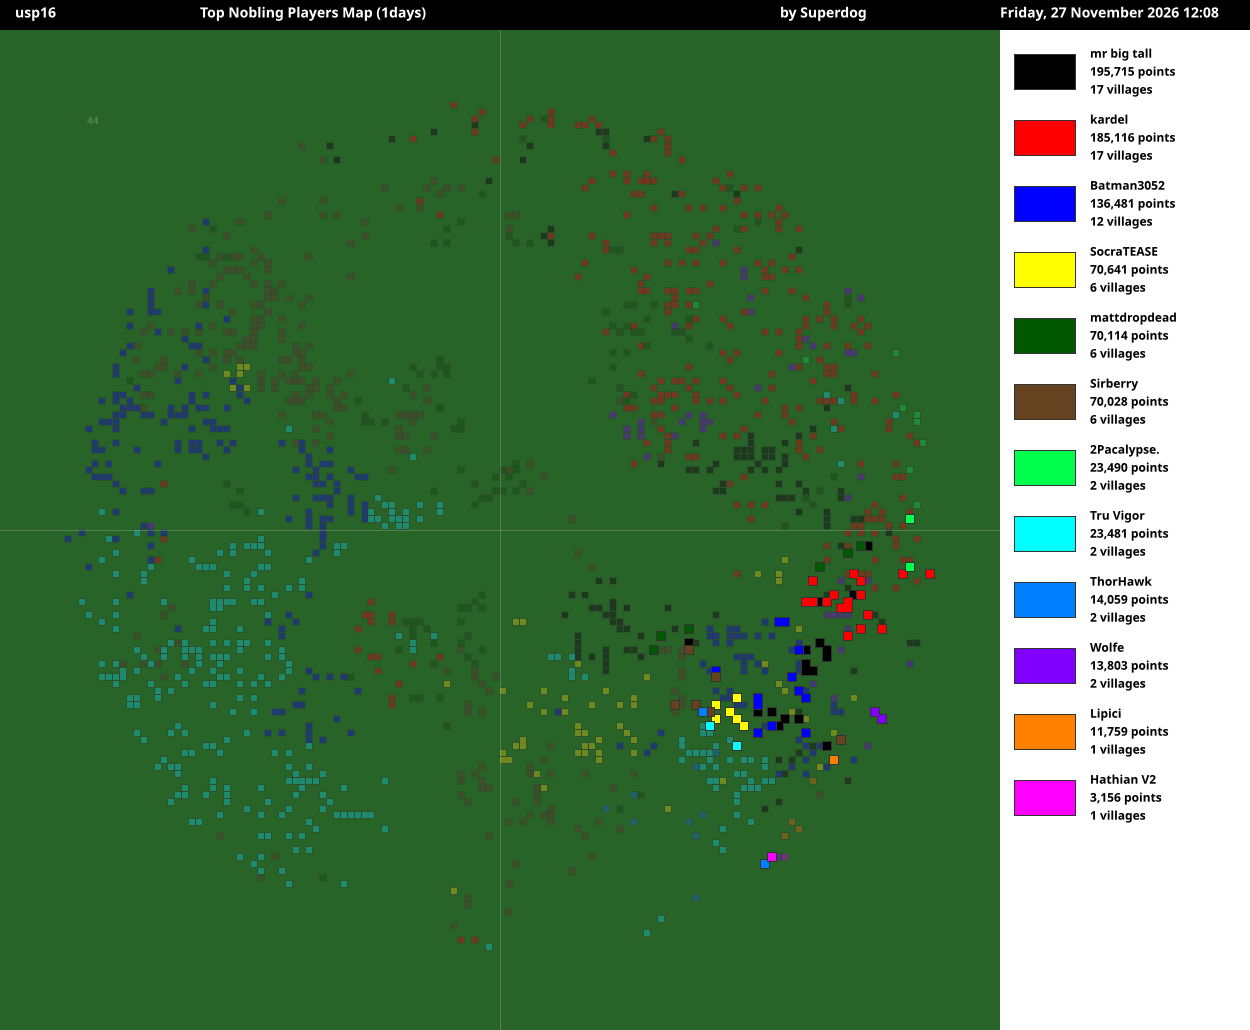 usp16 Top Nobling Players Map (1days) by Superdog Friday, 27 November 2026 12:08
44
mr big tall
195,715 points
17 villages
kardel
185,116 points
17 villages
Batman3052
136,481 points
12 villages
SocraTEASE
70,641 points
6 villages
mattdropdead
70,114 points
6 villages
Sirberry
70,028 points
6 villages
2Pacalypse.
23,490 points
2 villages
Tru Vigor
23,481 points
2 villages
ThorHawk
14,059 points
2 villages
Wolfe
13,803 points
2 villages
Lipici
11,759 points
1 villages
Hathian V2
3,156 points
1 villages